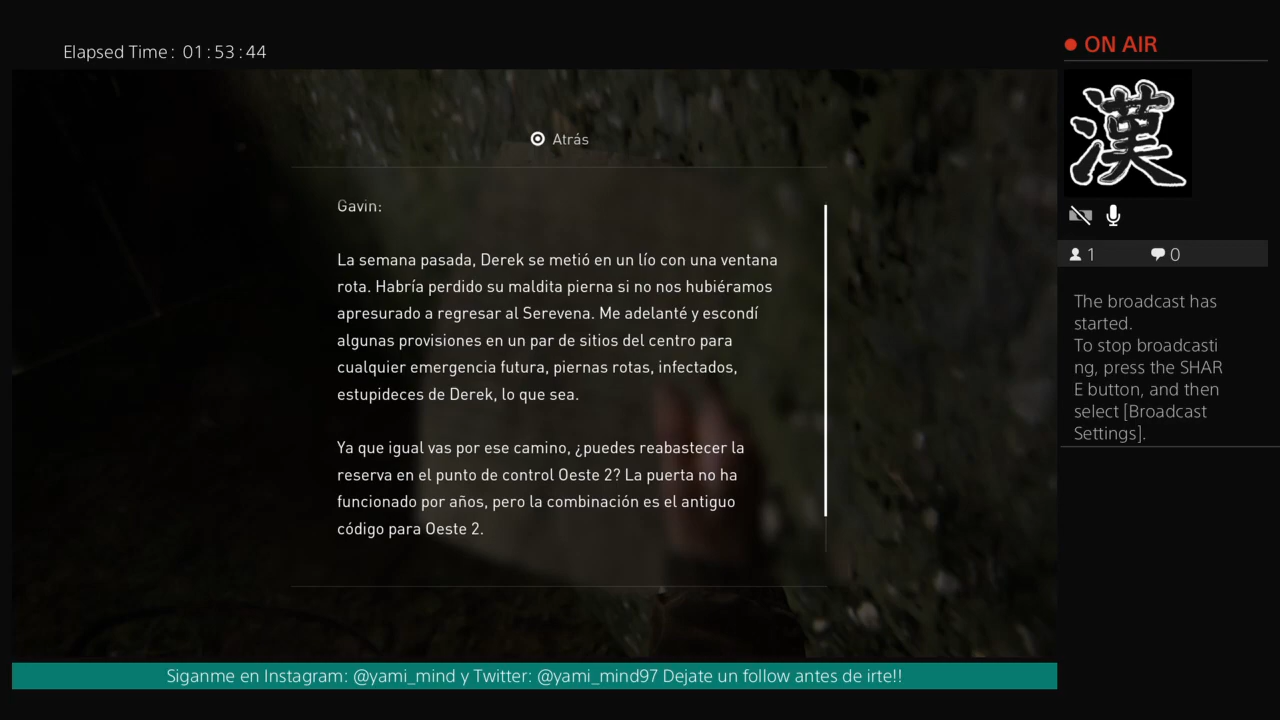 Elapsed Time: 01:53:44
ON AIR
漢
Atrás
1
0
Gavin:
La semana pasada, Derek se metió en un lío con una ventana
rota. Habría perdido su maldita pierna si no nos hubiéramos
apresurado a regresar al Serevena. Me adelanté y escondí
algunas provisiones en un par de sitios del centro para
cualquier emergencia futura, piernas rotas, infectados,
estupideces de Derek, lo que sea.
Ya que igual vas por ese camino, ¿puedes reabastecer la
reserva en el punto de control Oeste 2? La puerta no ha
funcionado por años, pero la combinación es el antiguo
código para Oeste 2.
The broadcast has
started.
To stop broadcasti
ng, press the SHAR
E button, and then
select [Broadcast
Settings].
Siganme en Instagram: @yami_mind y Twitter: @yami_mind97 Dejate un follow antes de irte!!